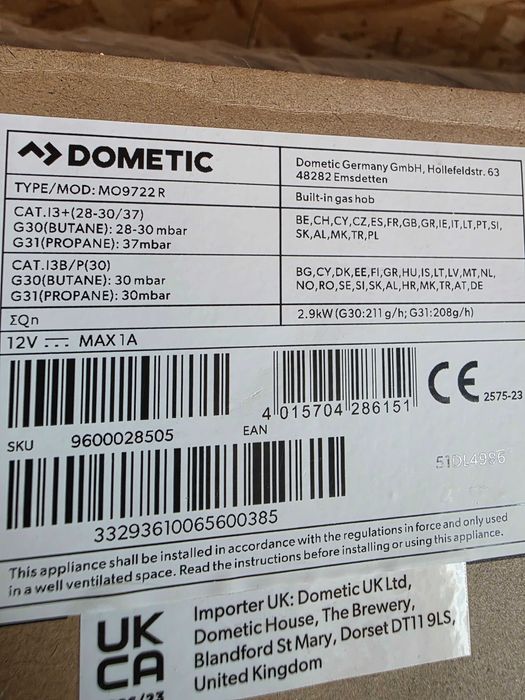 DOMETIC
TYPE/MOD: MO9722 R
CAT.I3+(28-30/37)
G30(BUTANE): 28-30 mbar
G31(PROPANE): 37mbar
CAT.I3B/P(30)
G30(BUTANE): 30 mbar
G31(PROPANE): 30mbar
ΣQn
12V MAX 1A
Dometic Germany GmbH, Hollefeldstr. 63
48282 Emsdetten
Built-in gas hob
BE,CH,CY,CZ,ES,FR,GB,GR,IE,IT,LT,PT,SI,
SK,AL,MK,TR,PL
BG,CY,DK,EE,FI,GR,HU,IS,LT,LV,MT,NL,
NO,RO,SE,SI,SK,AL,HR,MK,TR,AT,DE
2.9kW (G30:211 g/h; G31:208g/h)
SKU 9600028505
EAN 4 015704 286151
CE 2575-23
51DL4986
33293610065600385
This appliance shall be installed in accordance with the regulations in force and only used
in a well ventilated space. Read the instructions before installing or using this appliance.
UK
CA
Importer UK: Dometic UK Ltd,
Dometic House, The Brewery,
Blandford St Mary, Dorset DT11 9LS,
United Kingdom